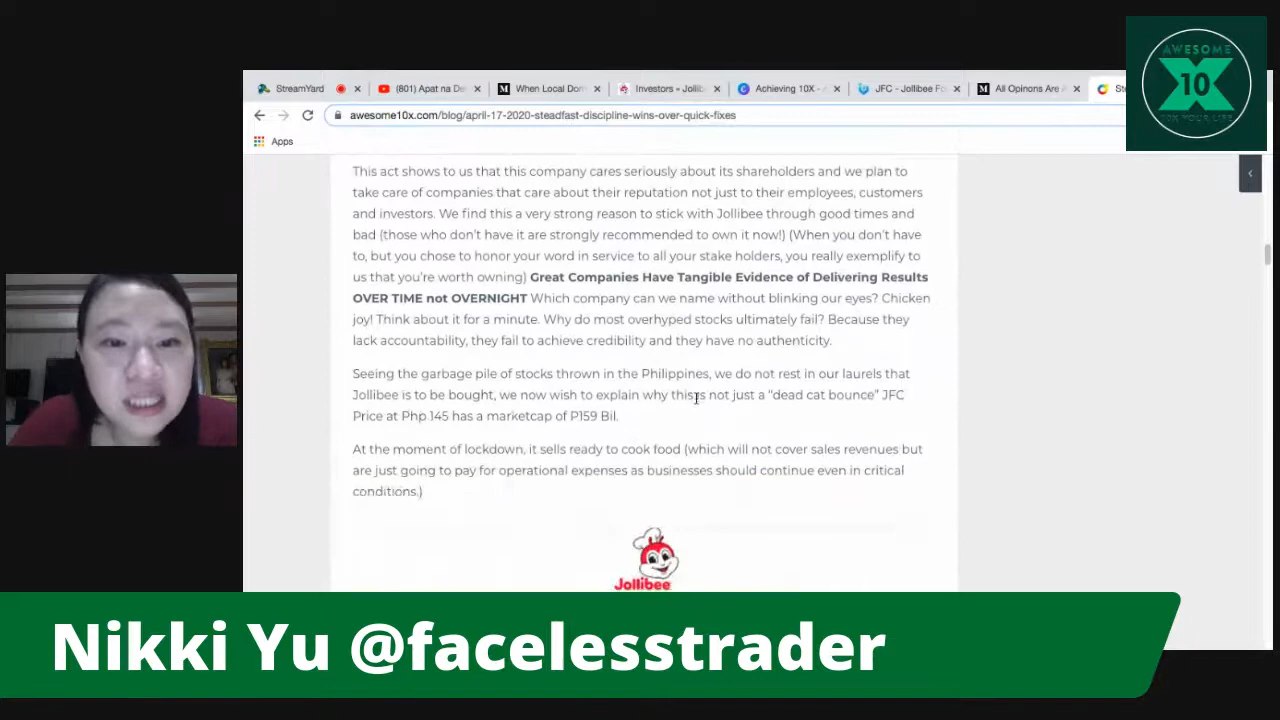 AWESOME
10X
10X YOUR LIFE
StreamYard
(801) Apat na De
When Local Dom
Investors « Jollib
Achieving 10X - A
JFC - Jollibee Fo
All Opinons Are
Ste
awesome10x.com/blog/april-17-2020-steadfast-discipline-wins-over-quick-fixes
Apps
This act shows to us that this company cares seriously about its shareholders and we plan to
take care of companies that care about their reputation not just to their employees, customers
and investors. We find this a very strong reason to stick with Jollibee through good times and
bad (those who don’t have it are strongly recommended to own it now!) (When you don’t have
to, but you chose to honor your word in service to all your stake holders, you really exemplify to
us that you’re worth owning) Great Companies Have Tangible Evidence of Delivering Results
OVER TIME not OVERNIGHT Which company can we name without blinking our eyes? Chicken
joy! Think about it for a minute. Why do most overhyped stocks ultimately fail? Because they
lack accountability, they fail to achieve credibility and they have no authenticity.
Seeing the garbage pile of stocks thrown in the Philippines, we do not rest in our laurels that
Jollibee is to be bought, we now wish to explain why this is not just a “dead cat bounce” JFC
Price at Php 145 has a marketcap of P159 Bil.
At the moment of lockdown, it sells ready to cook food (which will not cover sales revenues but
are just going to pay for operational expenses as businesses should continue even in critical
conditions.)
Jollibee
Nikki Yu @facelesstrader